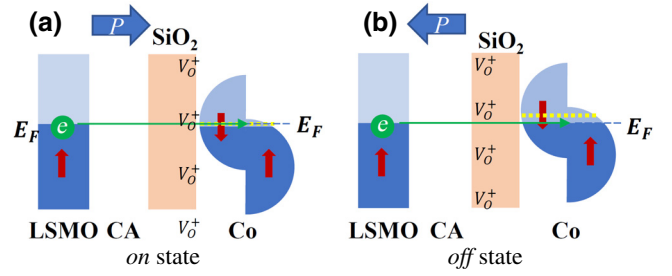 (a)
P
SiO₂
V_O^+
V_O^+
V_O^+
V_O^+
E_F
e
E_F
LSMO CA Co
on state
(b)
P
SiO₂
V_O^+
V_O^+
V_O^+
V_O^+
E_F
e
E_F
LSMO CA Co
off state